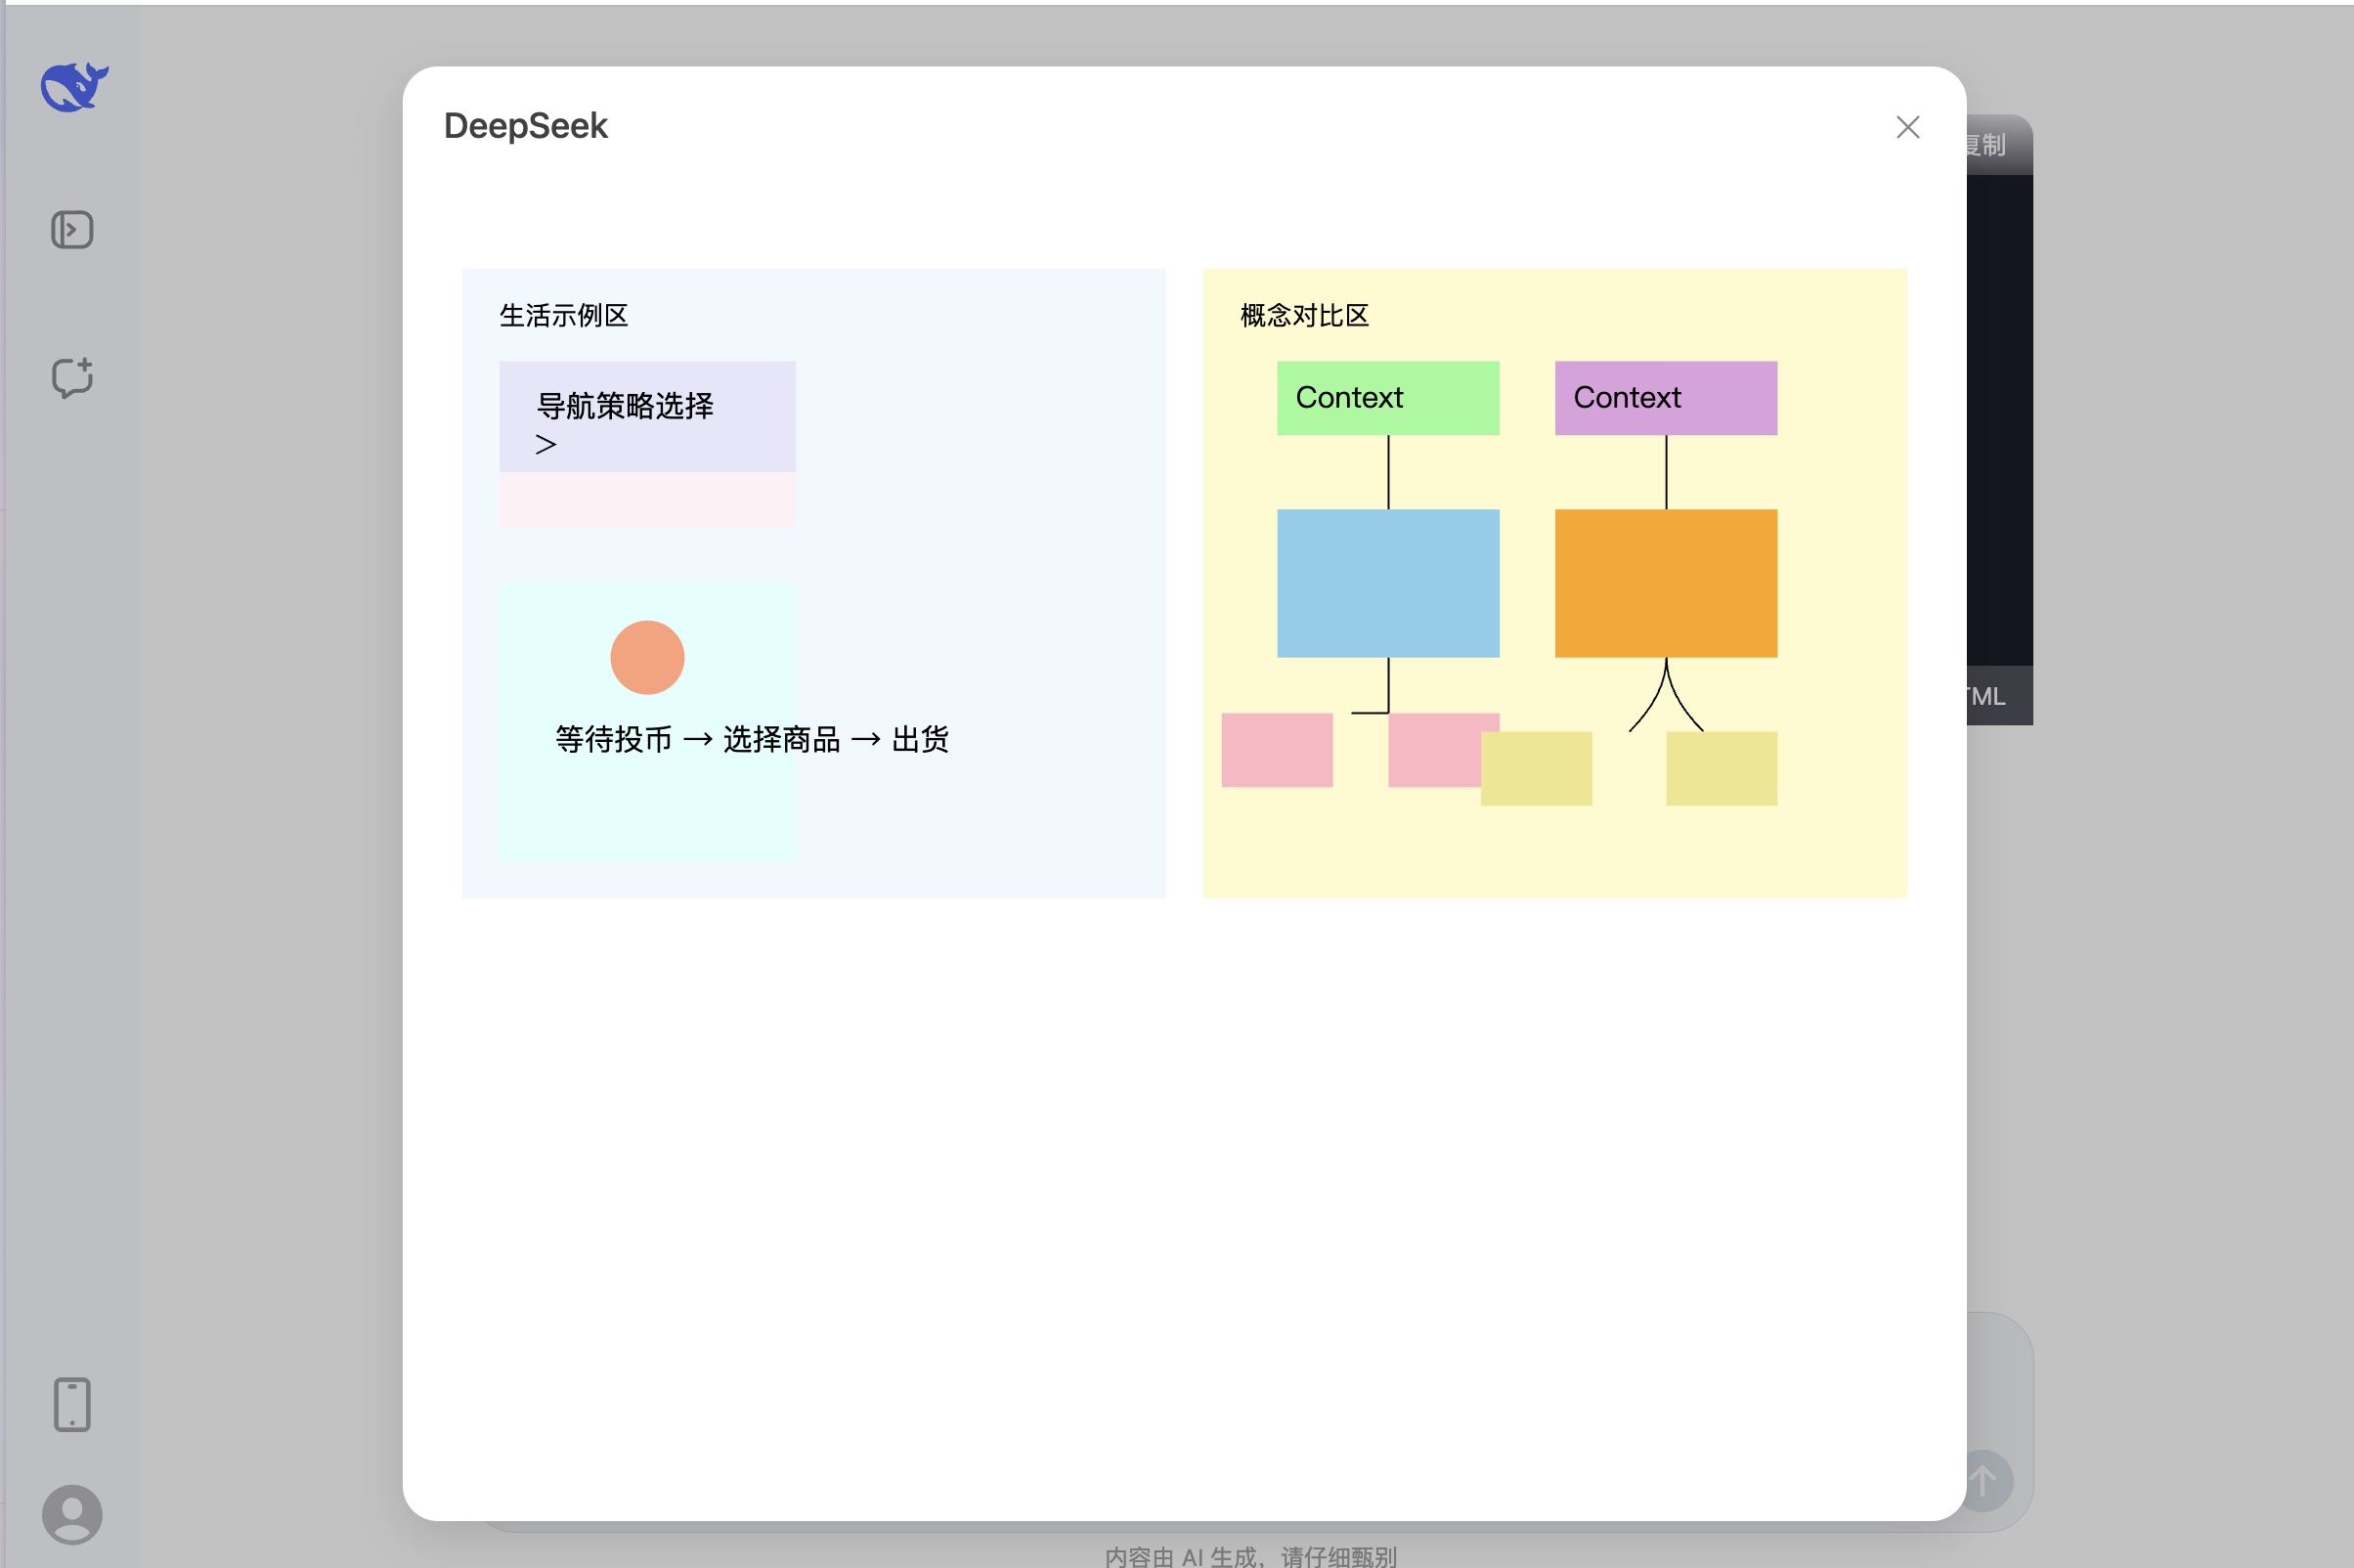 DeepSeek
复制
生活示例区
导航策略选择
>
等待投币 → 选择商品 → 出货
概念对比区
Context
Context
TML
内容由 AI 生成，请仔细甄别